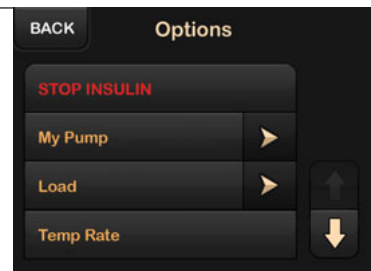 BACK
Options
STOP INSULIN
My Pump
Load
Temp Rate